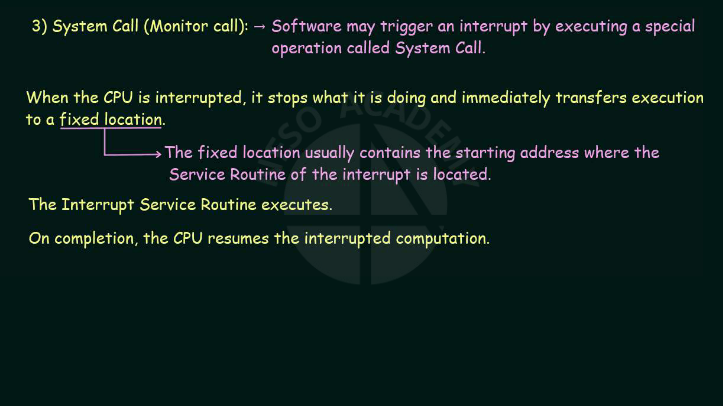 3) System Call (Monitor call): → Software may trigger an interrupt by executing a special
operation called System Call.
When the CPU is interrupted, it stops what it is doing and immediately transfers execution
to a fixed location.
The fixed location usually contains the starting address where the
Service Routine of the interrupt is located.
The Interrupt Service Routine executes.
On completion, the CPU resumes the interrupted computation.
NESO ACADEMY